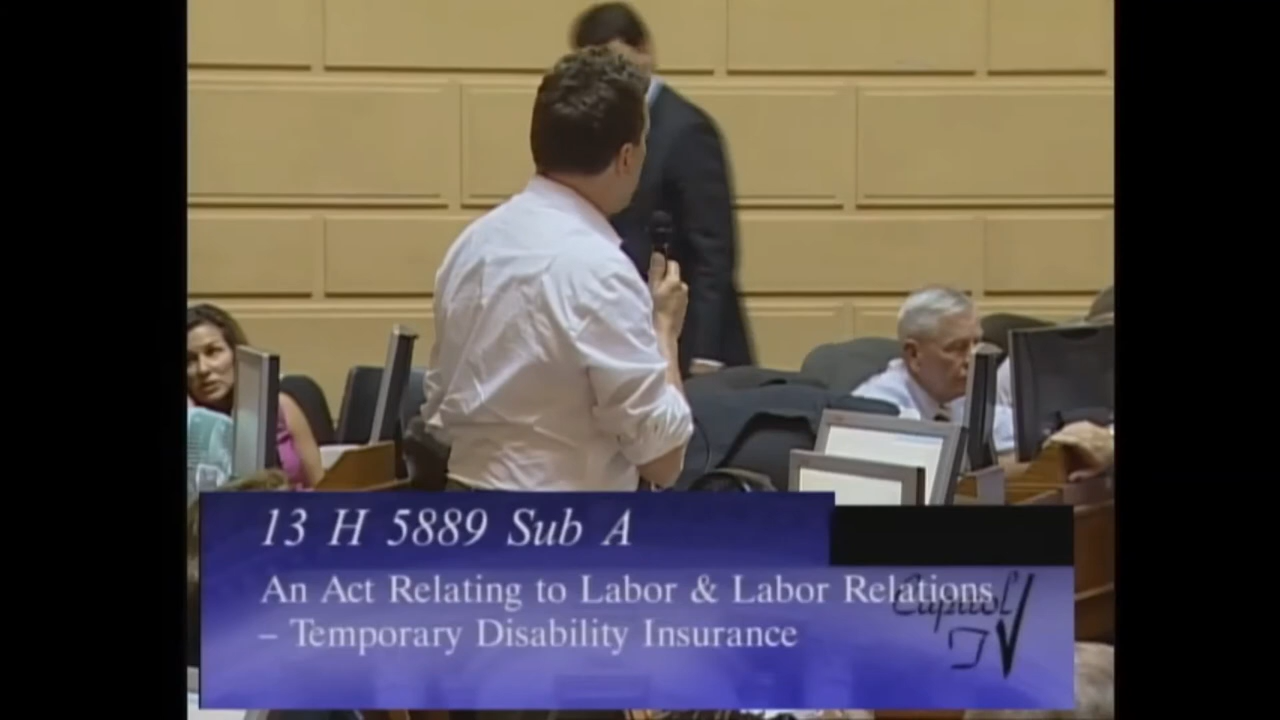 13 H 5889 Sub A
An Act Relating to Labor & Labor Relations
– Temporary Disability Insurance
Capitol
TV